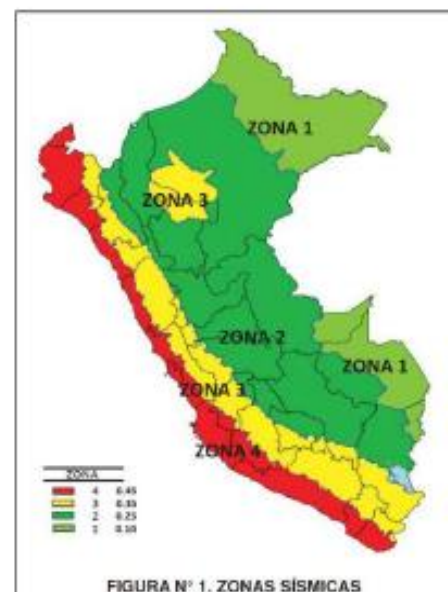 ZONA 1
ZONA 3
ZONA 2
ZONA 1
ZONA 3
ZONA 4
ZONA
4 0.45
3 0.35
2 0.25
1 0.10
FIGURA N° 1. ZONAS SÍSMICAS